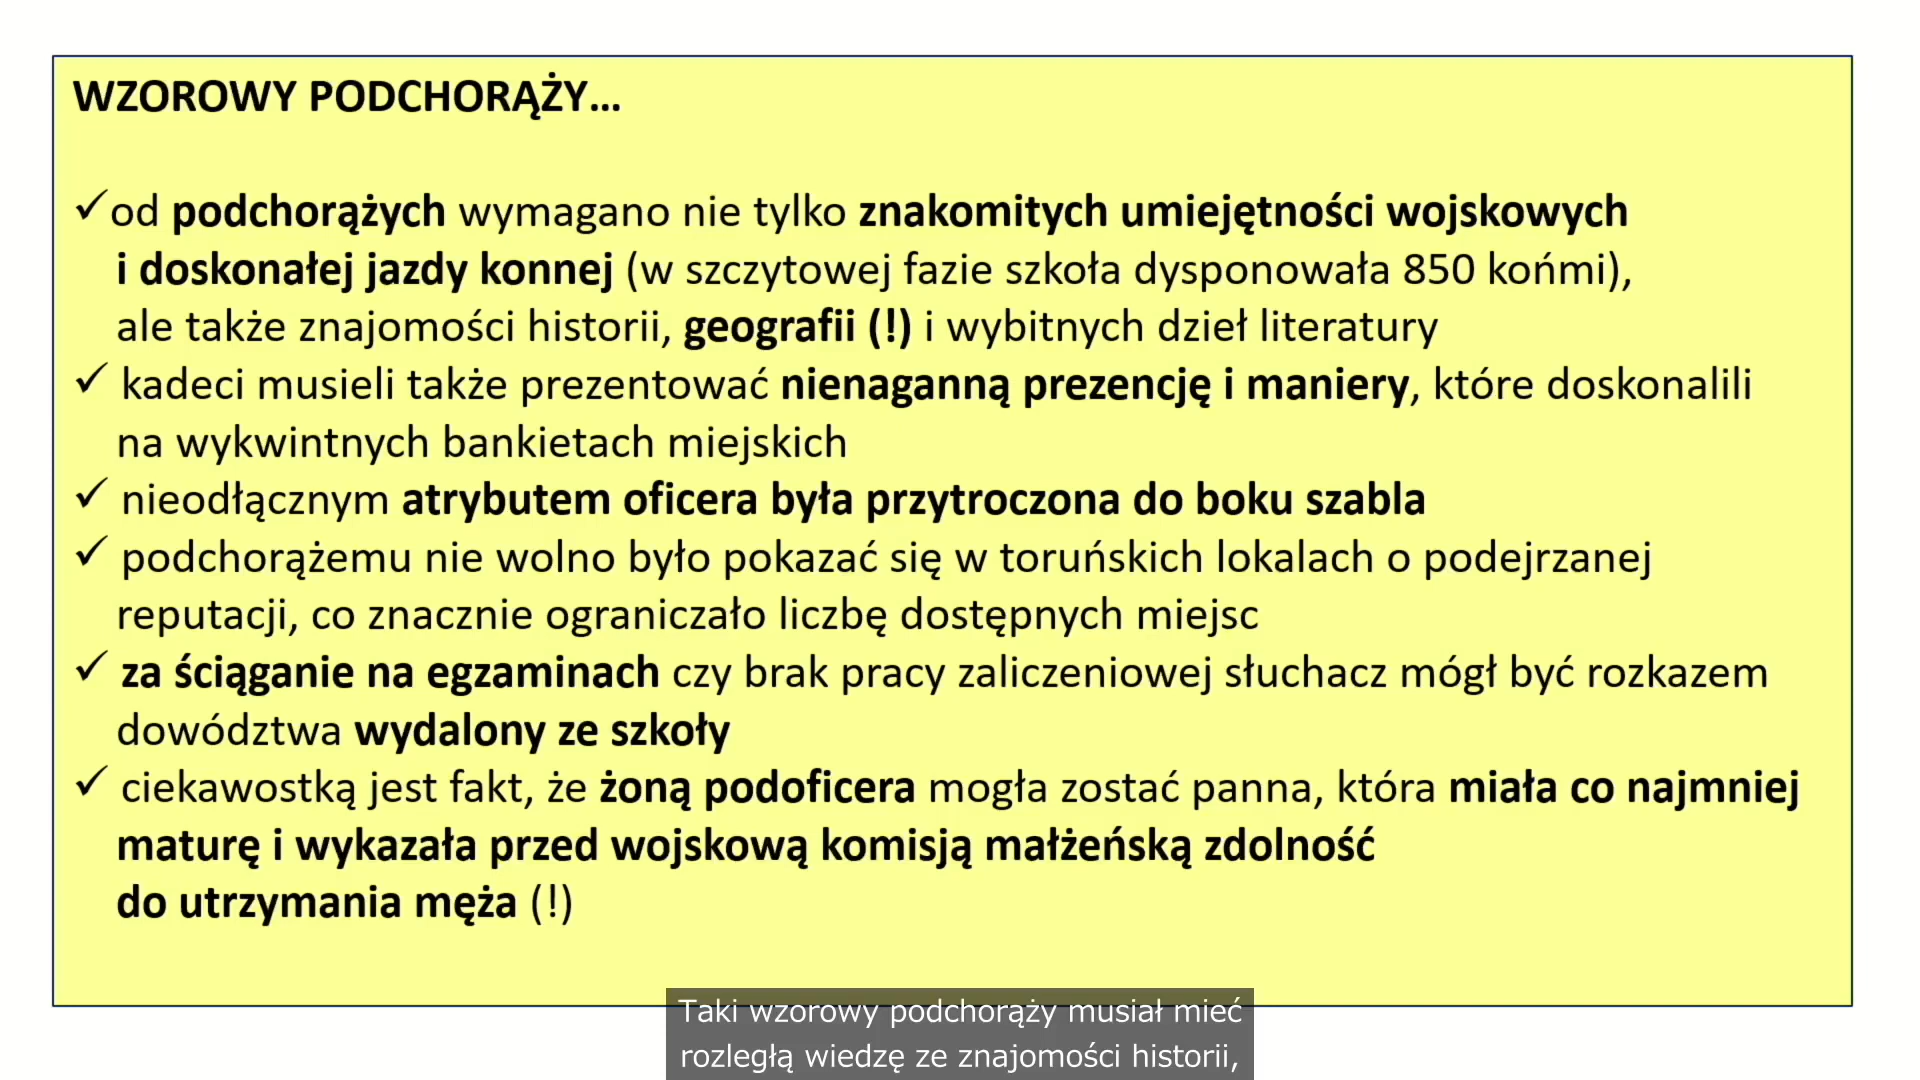 WZOROWY PODCHORĄŻY...
✓od podchorążych wymagano nie tylko znakomitych umiejętności wojskowych
i doskonałej jazdy konnej (w szczytowej fazie szkoła dysponowała 850 końmi),
ale także znajomości historii, geografii (!) i wybitnych dzieł literatury
✓ kadeci musieli także prezentować nienaganną prezencję i maniery, które doskonalili
na wykwintnych bankietach miejskich
✓ nieodłącznym atrybutem oficera była przytroczona do boku szabla
✓ podchorążemu nie wolno było pokazać się w toruńskich lokalach o podejrzanej
reputacji, co znacznie ograniczało liczbę dostępnych miejsc
✓ za ściąganie na egzaminach czy brak pracy zaliczeniowej słuchacz mógł być rozkazem
dowództwa wydalony ze szkoły
✓ ciekawostką jest fakt, że żoną podoficera mogła zostać panna, która miała co najmniej
maturę i wykazała przed wojskową komisją małżeńską zdolność
do utrzymania męża (!)
Taki wzorowy podchorąży musiał mieć
rozległą wiedzę ze znajomości historii,